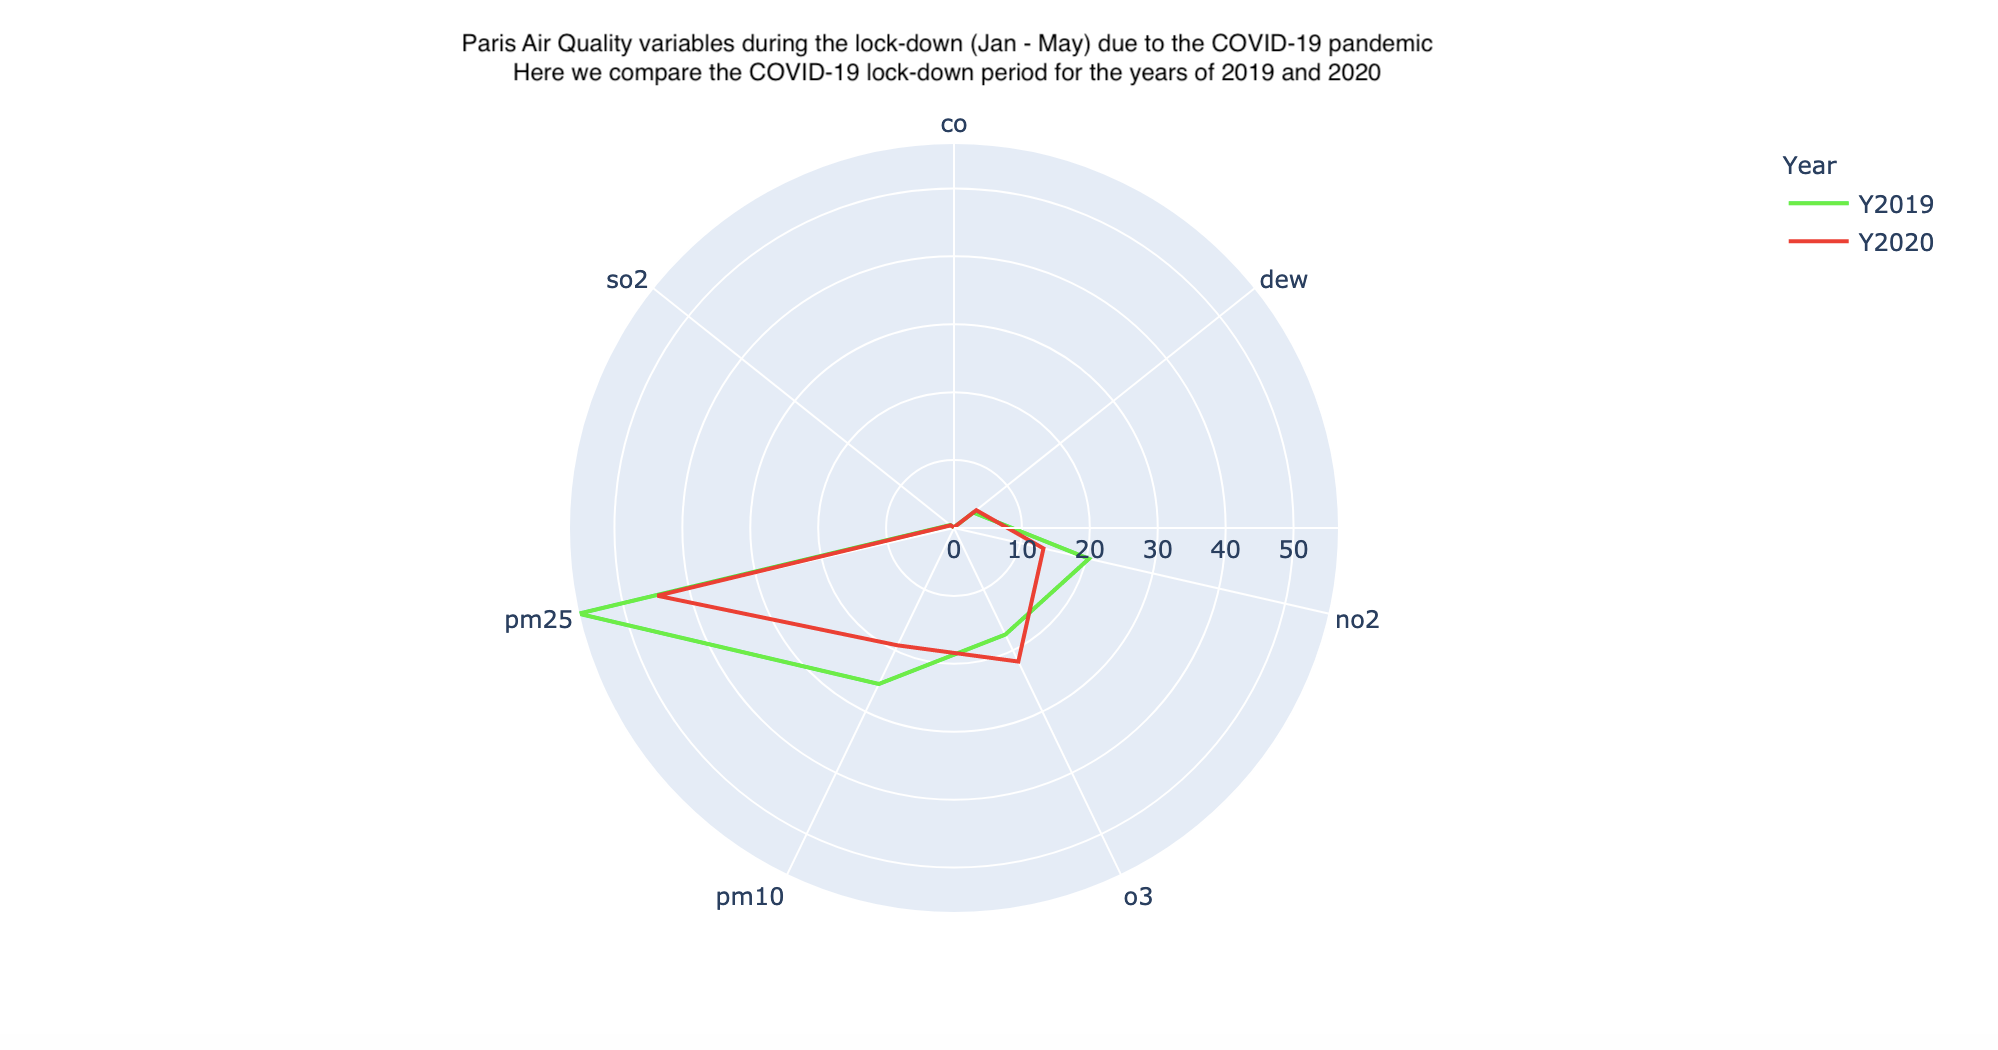 Paris Air Quality variables during the lock-down (Jan - May) due to the COVID-19 pandemic
Here we compare the COVID-19 lock-down period for the years of 2019 and 2020
co
Year
Y2019
Y2020
so2
dew
0
10
20
30
40
50
pm25
no2
pm10
o3